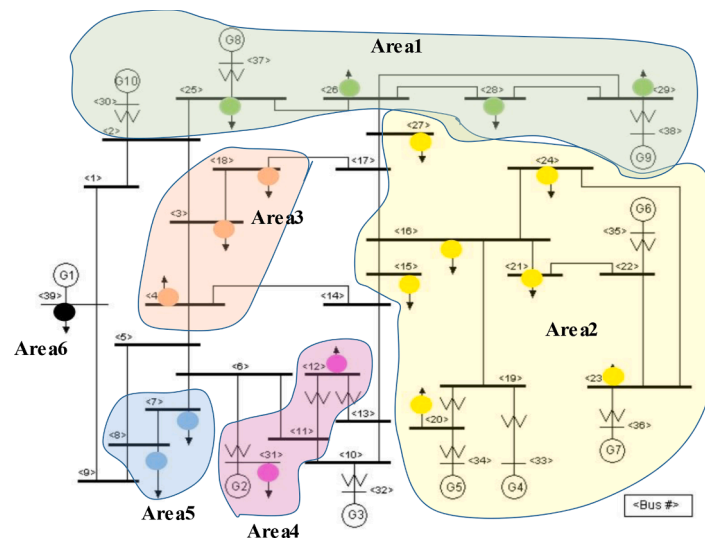 Area1
G8
<37>
G10
<25>
<26>
<28>
<29>
<30>
<2>
<38>
<27>
G9
<18>
<17>
<24>
<1>
Area3
<3>
G6
<35>
<16>
G1
<15>
<21>
<22>
<39>
<4>
<14>
Area6
<5>
Area2
<6>
<12>
<19>
<23>
<7>
<13>
<20>
<8>
<11>
<36>
<31>
<10>
<34>
<33>
G7
<9>
G2
<32>
G5
G4
Area5
G3
<Bus #>
Area4